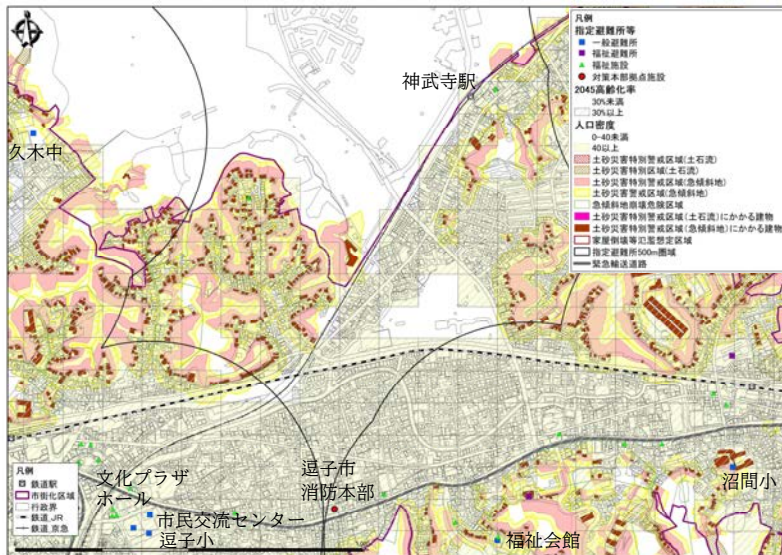 凡例
指定避難所等
一般避難所
福祉避難所
福祉施設
対策本部拠点施設
2045高齢化率
30%未満
30%以上
人口密度
0-40未満
40以上
土砂災害特別警戒区域(土石流)
土砂災害警戒区域(土石流)
土砂災害特別警戒区域(急傾斜地)
土砂災害警戒区域(急傾斜地)
急傾斜地崩壊危険区域
土砂災害特別警戒区域(土石流)にかかる建物
土砂災害特別警戒区域(急傾斜地)にかかる建物
家屋倒壊等氾濫想定区域
指定避難所500m圏域
緊急輸送道路
神武寺駅
久木中
凡例
鉄道駅
市街化区域
行政界
鉄道_JR
鉄道_京急
文化プラザ
ホール
市民交流センター
逗子小
逗子市
消防本部
福祉会館
沼間小